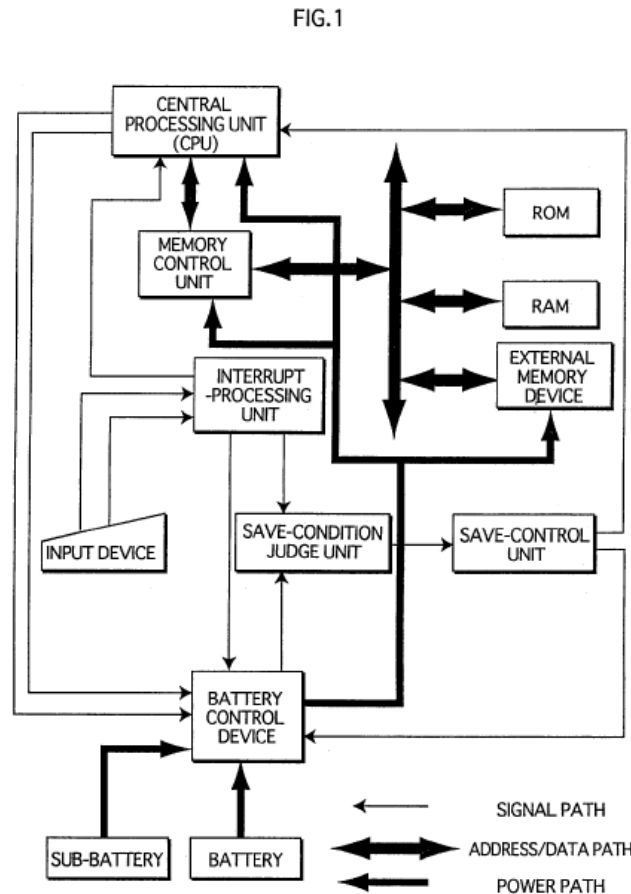 FIG.1
CENTRAL
PROCESSING UNIT
(CPU)
ROM
MEMORY
CONTROL
UNIT
RAM
EXTERNAL
MEMORY
DEVICE
INTERRUPT
-PROCESSING
UNIT
INPUT DEVICE
SAVE-CONDITION
JUDGE UNIT
SAVE-CONTROL
UNIT
BATTERY
CONTROL
DEVICE
SUB-BATTERY
BATTERY
SIGNAL PATH
ADDRESS/DATA PATH
POWER PATH